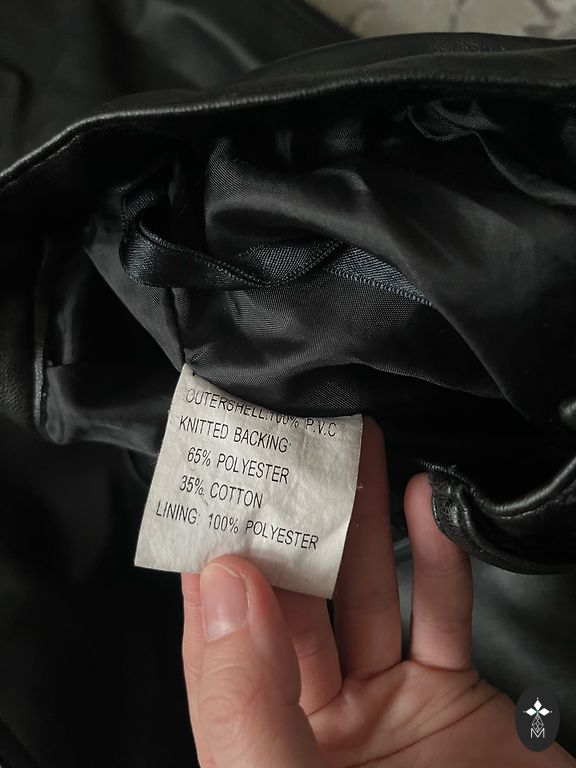 OUTERSHELL:100% P.V.C
KNITTED BACKING
65% POLYESTER
35% COTTON
LINING: 100% POLYESTER
M